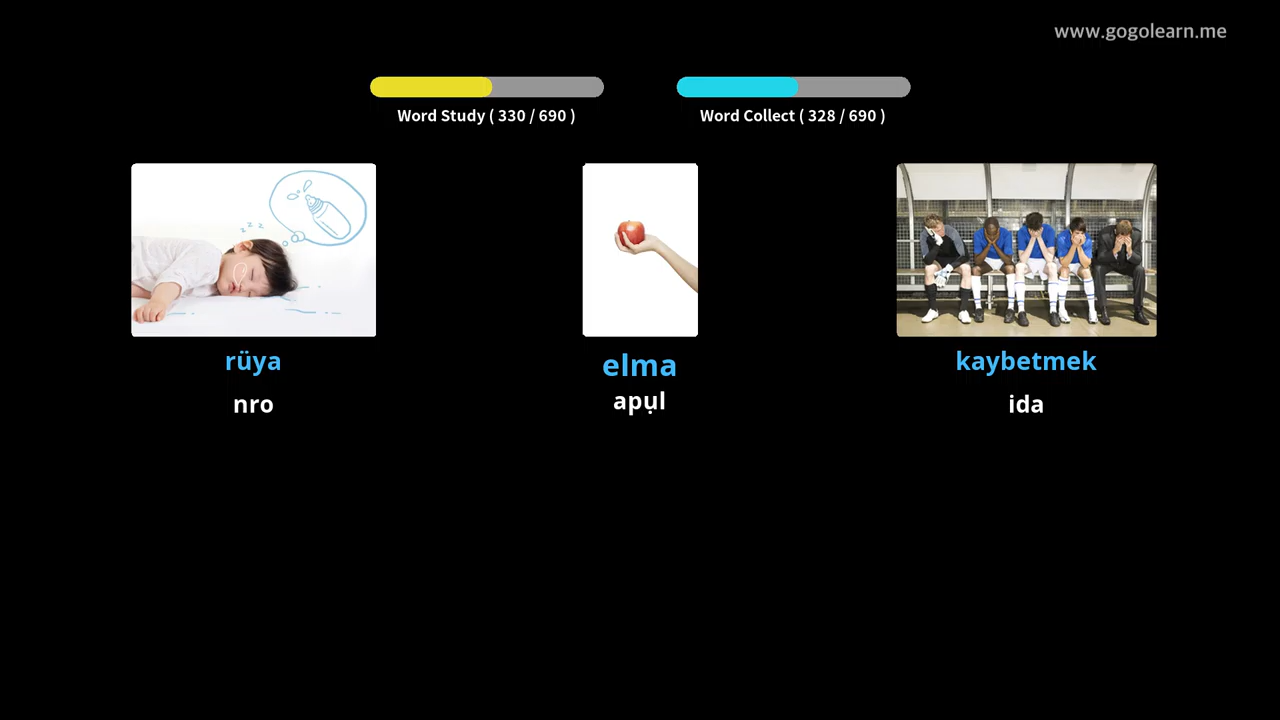 www.gogolearn.me
Word Study ( 330 / 690 )
Word Collect ( 328 / 690 )
z z z z
rüya
elma
kaybetmek
nro
apụl
ida